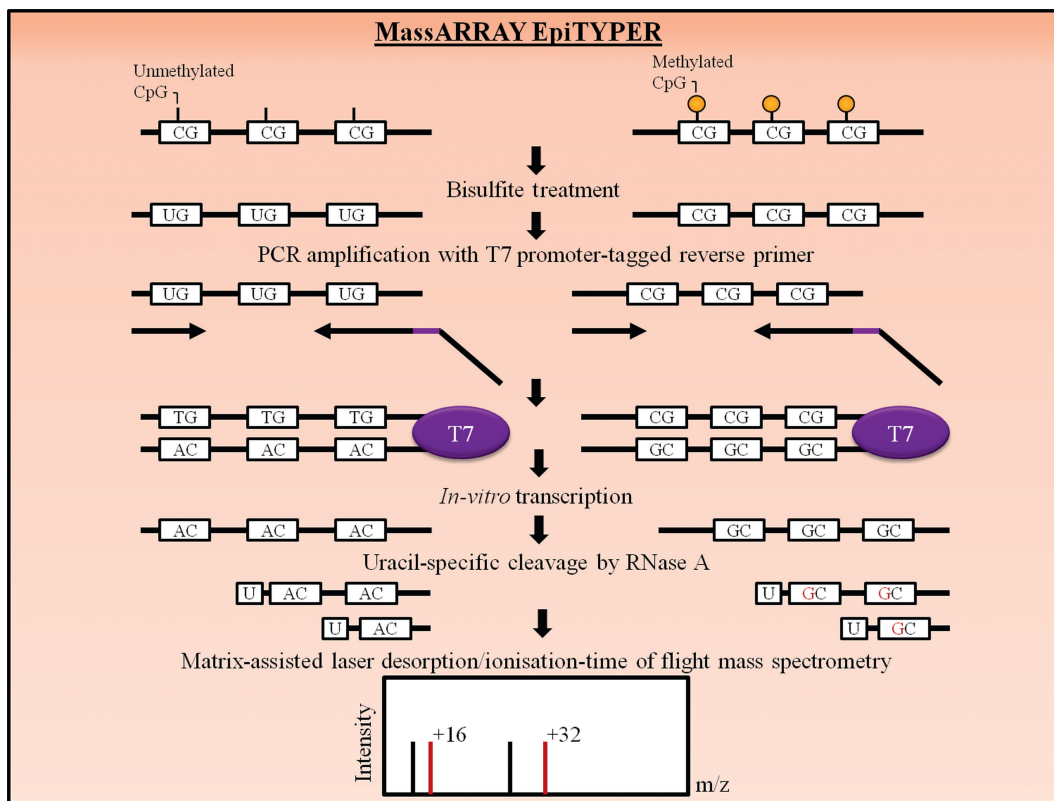 MassARRAY EpiTYPER
Unmethylated
CpG
Methylated
CpG
CG CG CG
CG CG CG
Bisulfite treatment
UG UG UG
CG CG CG
PCR amplification with T7 promoter-tagged reverse primer
UG UG UG
CG CG CG
TG TG TG
AC AC AC
T7
CG CG CG
GC GC GC
T7
In-vitro transcription
AC AC AC
GC GC GC
Uracil-specific cleavage by RNase A
U AC AC
U GC GC
U AC
U GC
Matrix-assisted laser desorption/ionisation-time of flight mass spectrometry
Intensity
+16
+32
m/z